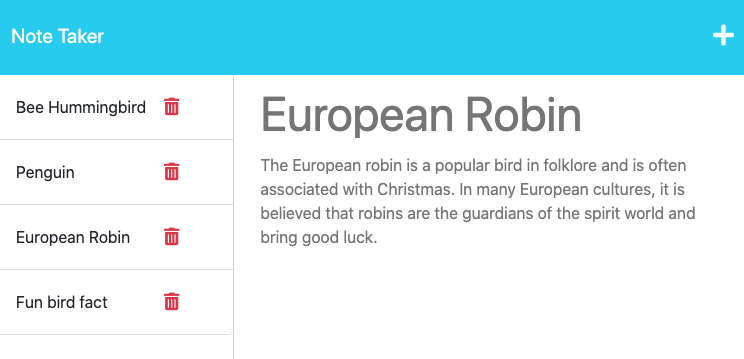 Note Taker
Bee Hummingbird
Penguin
European Robin
Fun bird fact
European Robin
The European robin is a popular bird in folklore and is often
associated with Christmas. In many European cultures, it is
believed that robins are the guardians of the spirit world and
bring good luck.